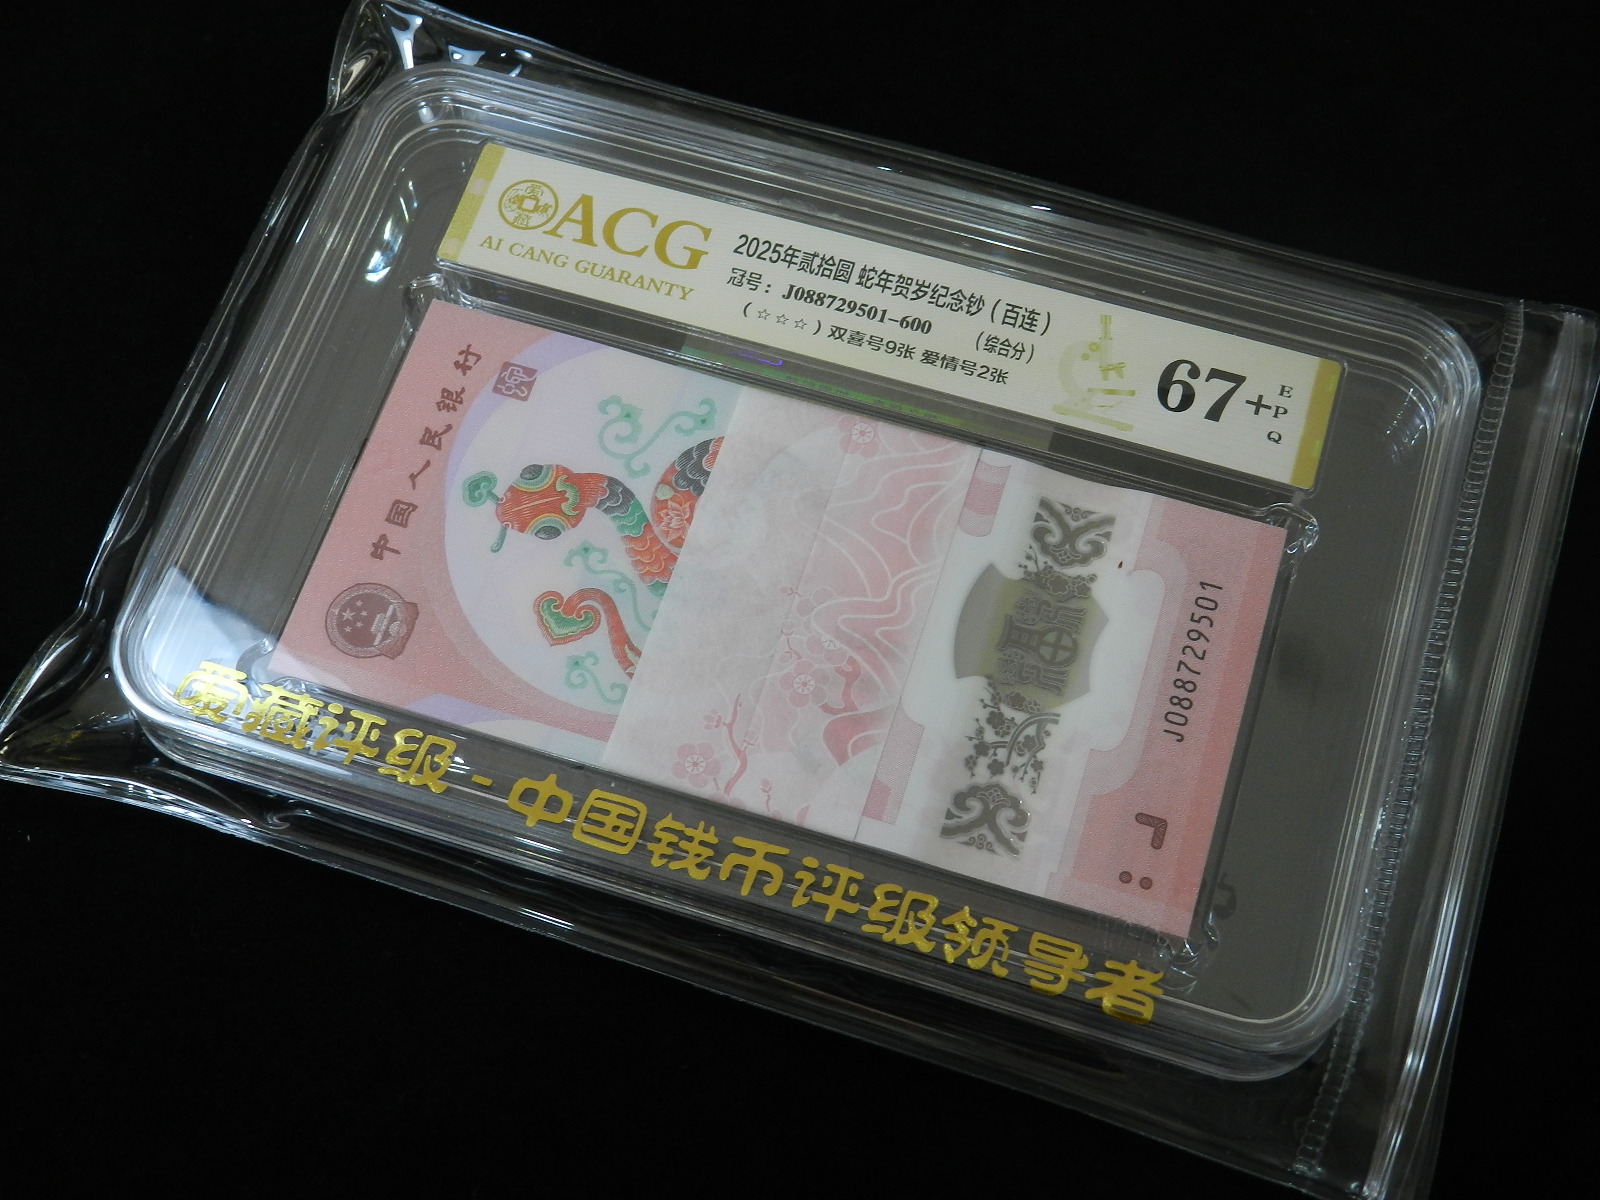 爱藏
ACG
AI CANG GUARANTY
2025年贰拾圆 蛇年贺岁纪念钞（百连）
冠号：J088729501-600 （综合分）
（☆☆☆）双喜号9张 爱情号2张
67+
E
P
Q
中国人民银行
J088729501
爱藏评级-中国钱币评级领导者